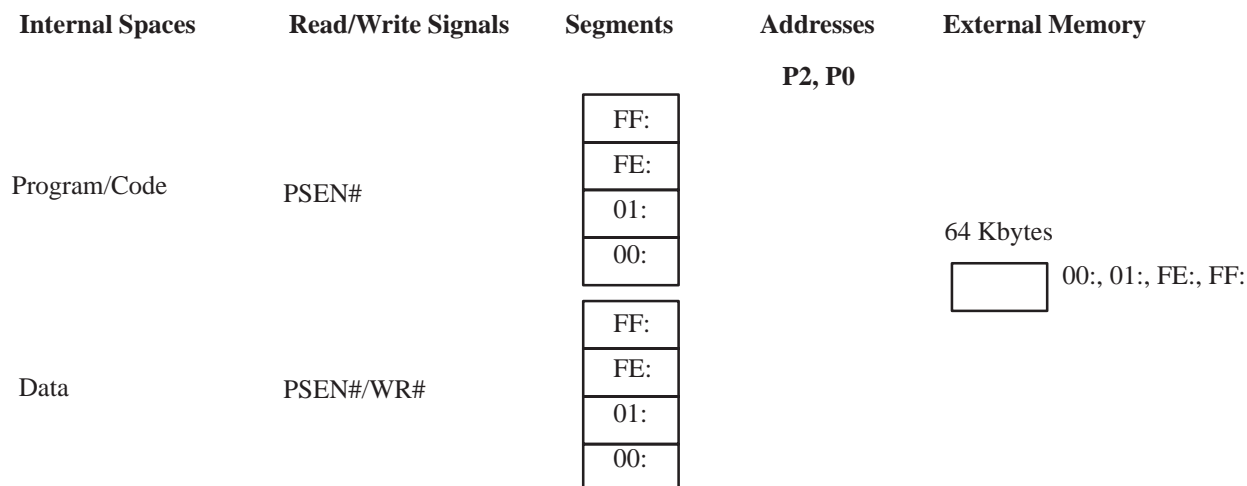 Internal Spaces Read/Write Signals Segments Addresses External Memory
P2, P0
FF:
FE:
Program/Code PSEN#
01:
64 Kbytes
00:
00:, 01:, FE:, FF:
FF:
FE:
Data PSEN#/WR#
01:
00: